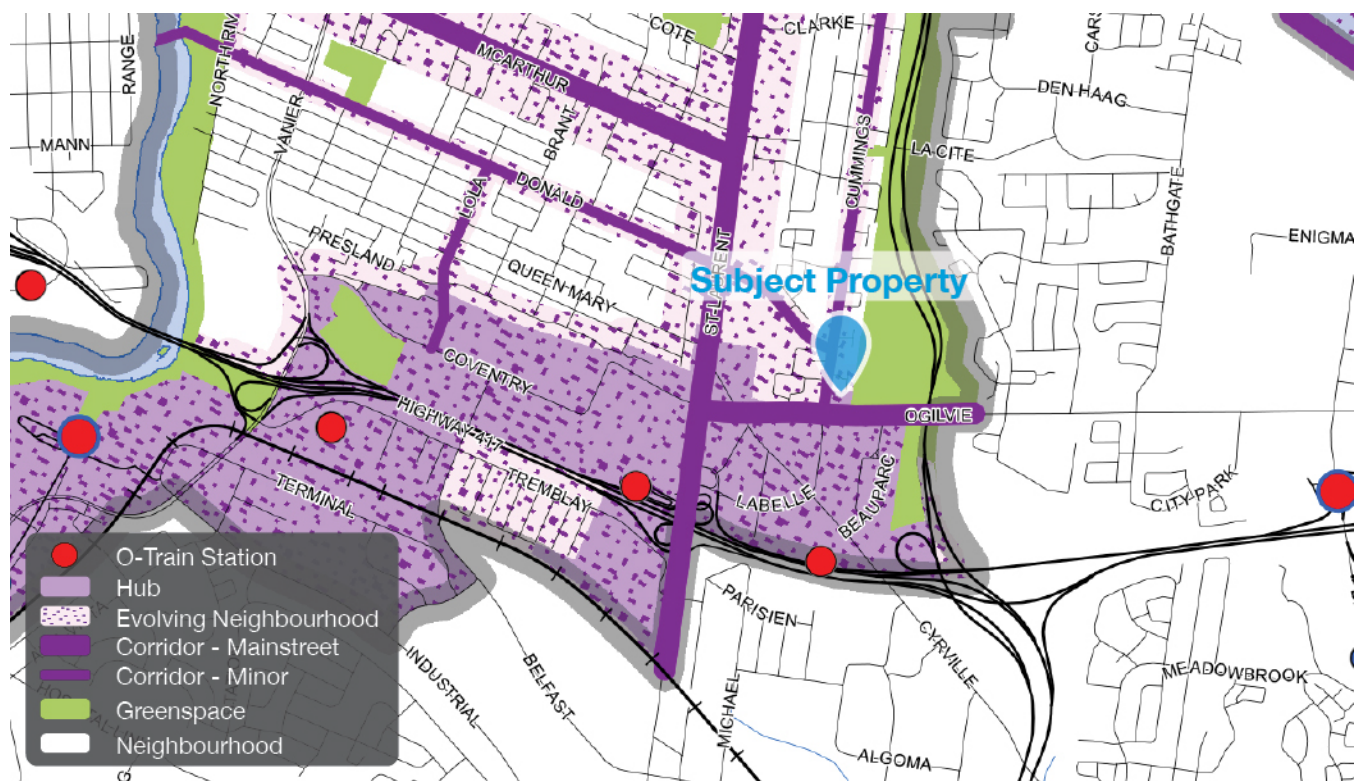 COTE
CLARKE
CARS
RANGE
NORTH RIV
MCARTHUR
DEN HAAG
VANIER
BRANT
MANN
LA CITE
CUMMINGS
DONALD
LOLA
BATHGATE
PRESLAND
ENIGMA
QUEEN MARY
ST-LAURENT
Subject Property
COVENTRY
HIGHWAY 417
OGILVIE
TREMBLAY
TERMINAL
LABELLE
BEAUPARC
CITY PARK
PARISIEN
CYRVILLE
MEADOWBROOK
INDUSTRIAL
BELFAST
MICHAEL
ALGOMA
O-Train Station
Hub
Evolving Neighbourhood
Corridor - Mainstreet
Corridor - Minor
Greenspace
Neighbourhood